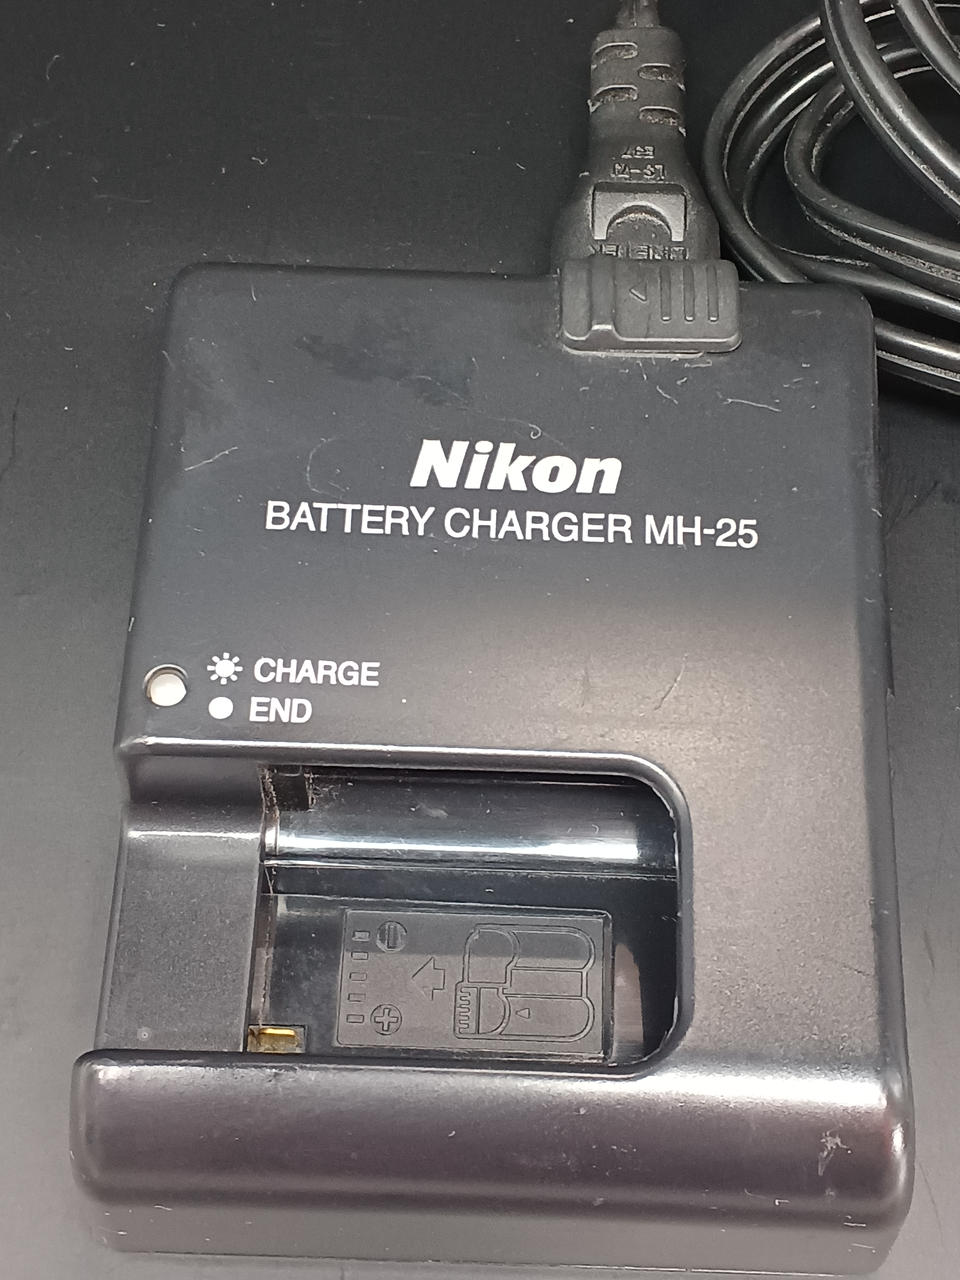 Nikon
BATTERY CHARGER MH-25
CHARGE
END